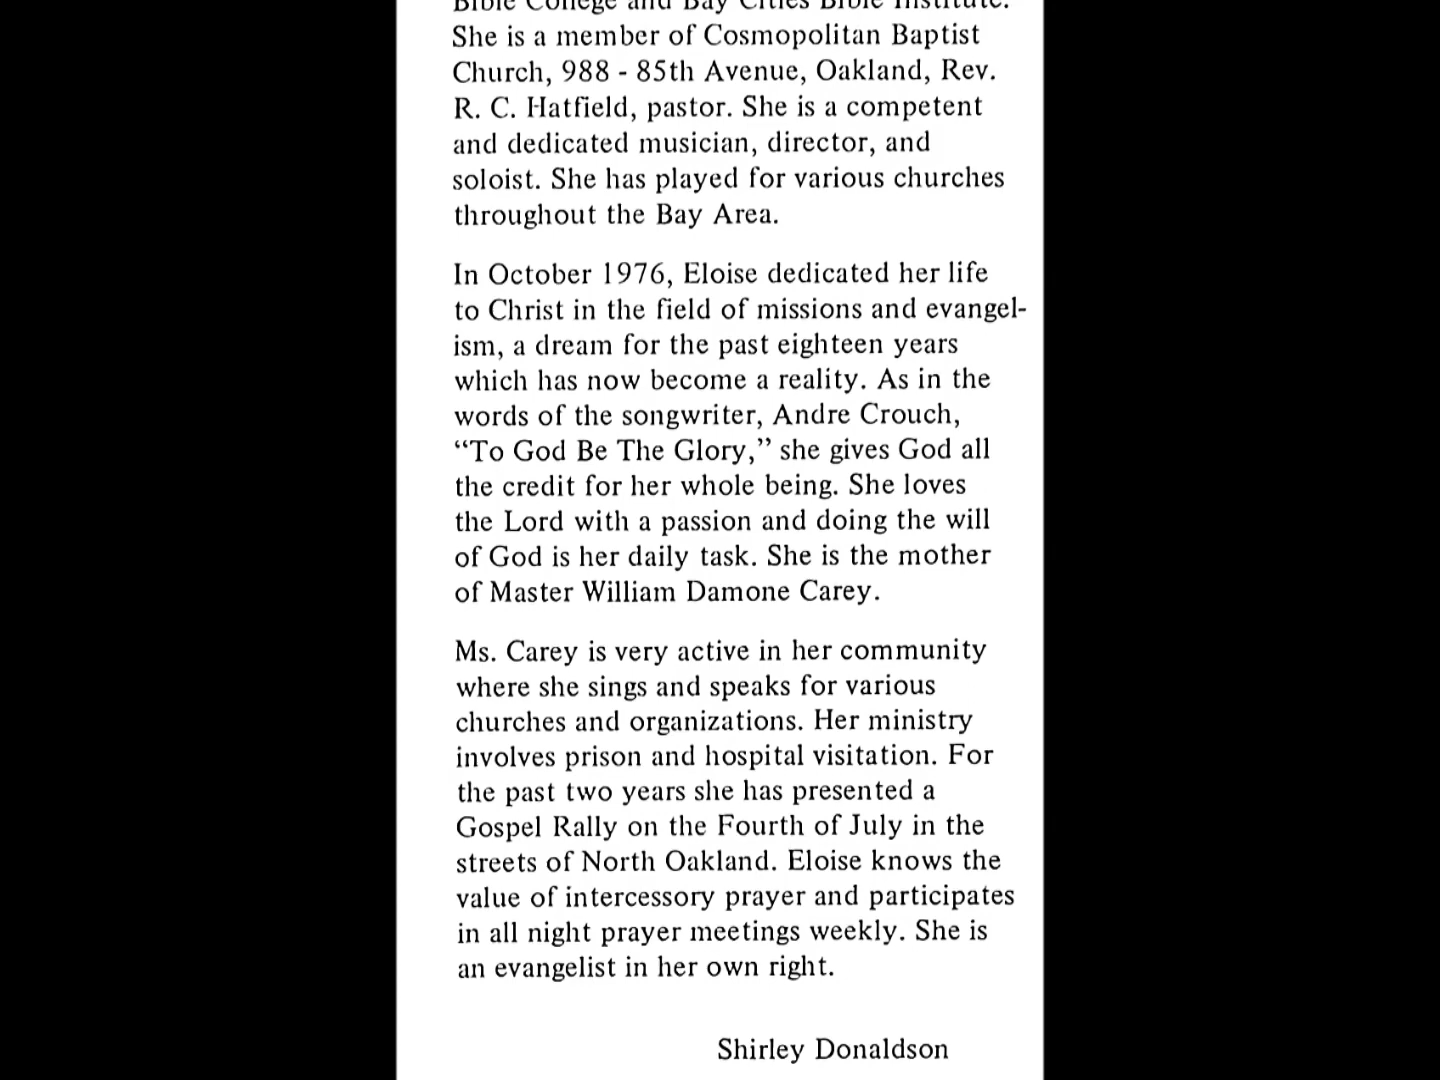 Bible College and Bay Cities Bible Institute.
She is a member of Cosmopolitan Baptist
Church, 988 - 85th Avenue, Oakland, Rev.
R. C. Hatfield, pastor. She is a competent
and dedicated musician, director, and
soloist. She has played for various churches
throughout the Bay Area.
In October 1976, Eloise dedicated her life
to Christ in the field of missions and evangel-
ism, a dream for the past eighteen years
which has now become a reality. As in the
words of the songwriter, Andre Crouch,
“To God Be The Glory,” she gives God all
the credit for her whole being. She loves
the Lord with a passion and doing the will
of God is her daily task. She is the mother
of Master William Damone Carey.
Ms. Carey is very active in her community
where she sings and speaks for various
churches and organizations. Her ministry
involves prison and hospital visitation. For
the past two years she has presented a
Gospel Rally on the Fourth of July in the
streets of North Oakland. Eloise knows the
value of intercessory prayer and participates
in all night prayer meetings weekly. She is
an evangelist in her own right.
Shirley Donaldson